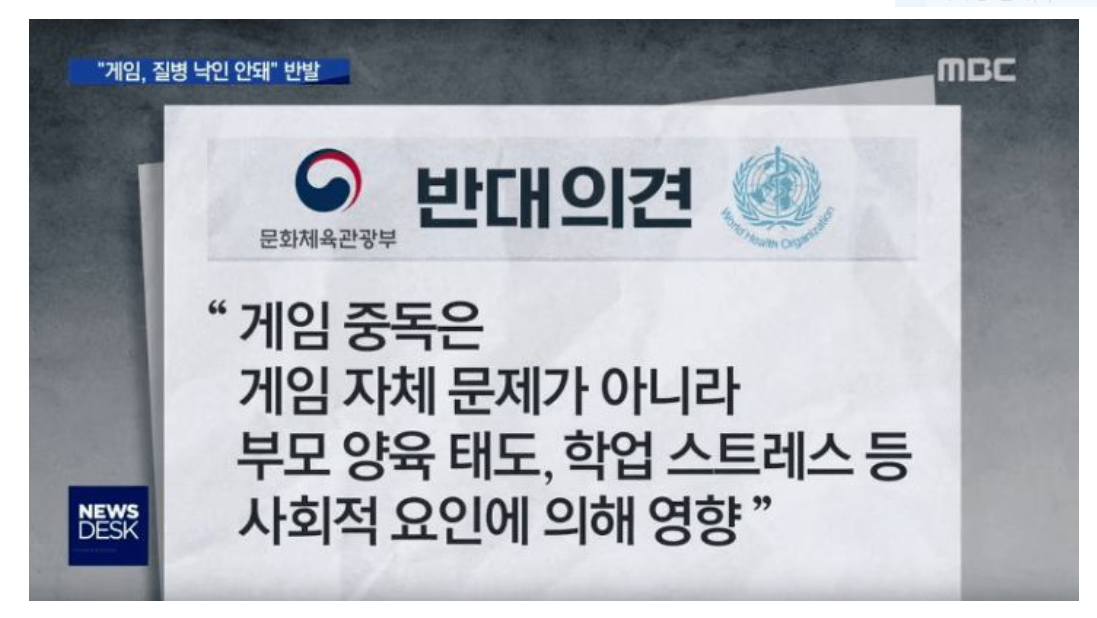 "게임, 질병 낙인 안돼" 반발
MBC
문화체육관광부
반대 의견
World Health Organization
“ 게임 중독은
게임 자체 문제가 아니라
부모 양육 태도, 학업 스트레스 등
사회적 요인에 의해 영향 ”
NEWS
DESK